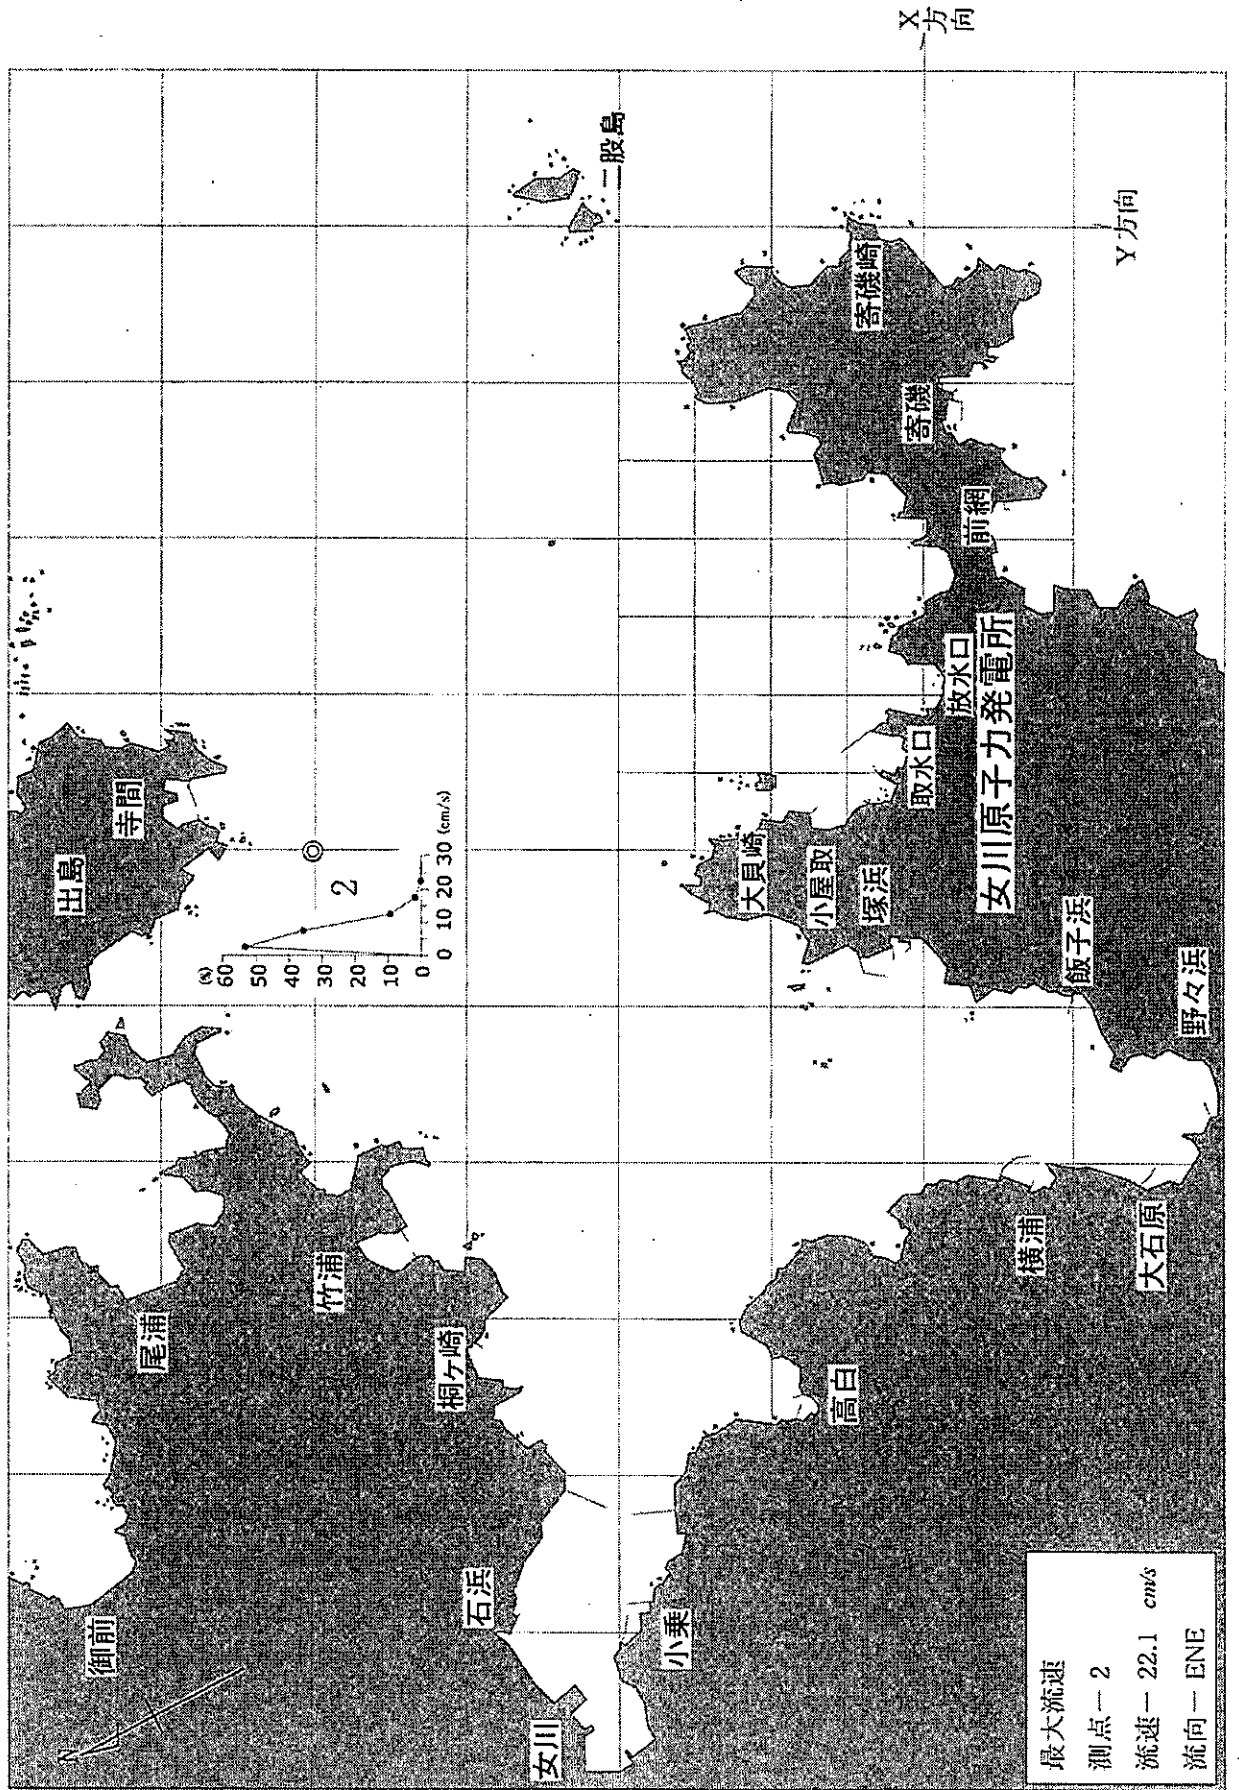 X方向
Y方向
二股島
寄磯崎
寄磯
前網
放水口
女川原子力発電所
取水口
大貝崎
小屋取
塚浜
飯子浜
野々浜
出島
寺間
2
(%)
60
50
40
30
20
10
0
0 10 20 30 (cm/s)
御前
尾浦
竹浦
桐ヶ崎
石浜
女川
小乗
高白
横浦
大石原
最大流速
測点－2
流速－22.1 cm/s
流向－ENE